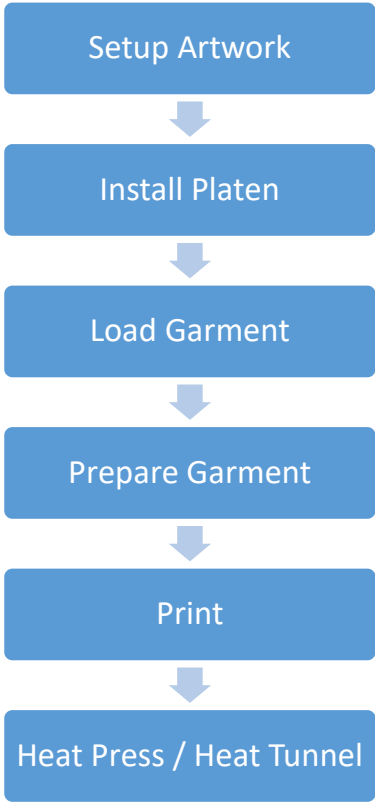 Setup Artwork
Install Platen
Load Garment
Prepare Garment
Print
Heat Press / Heat Tunnel